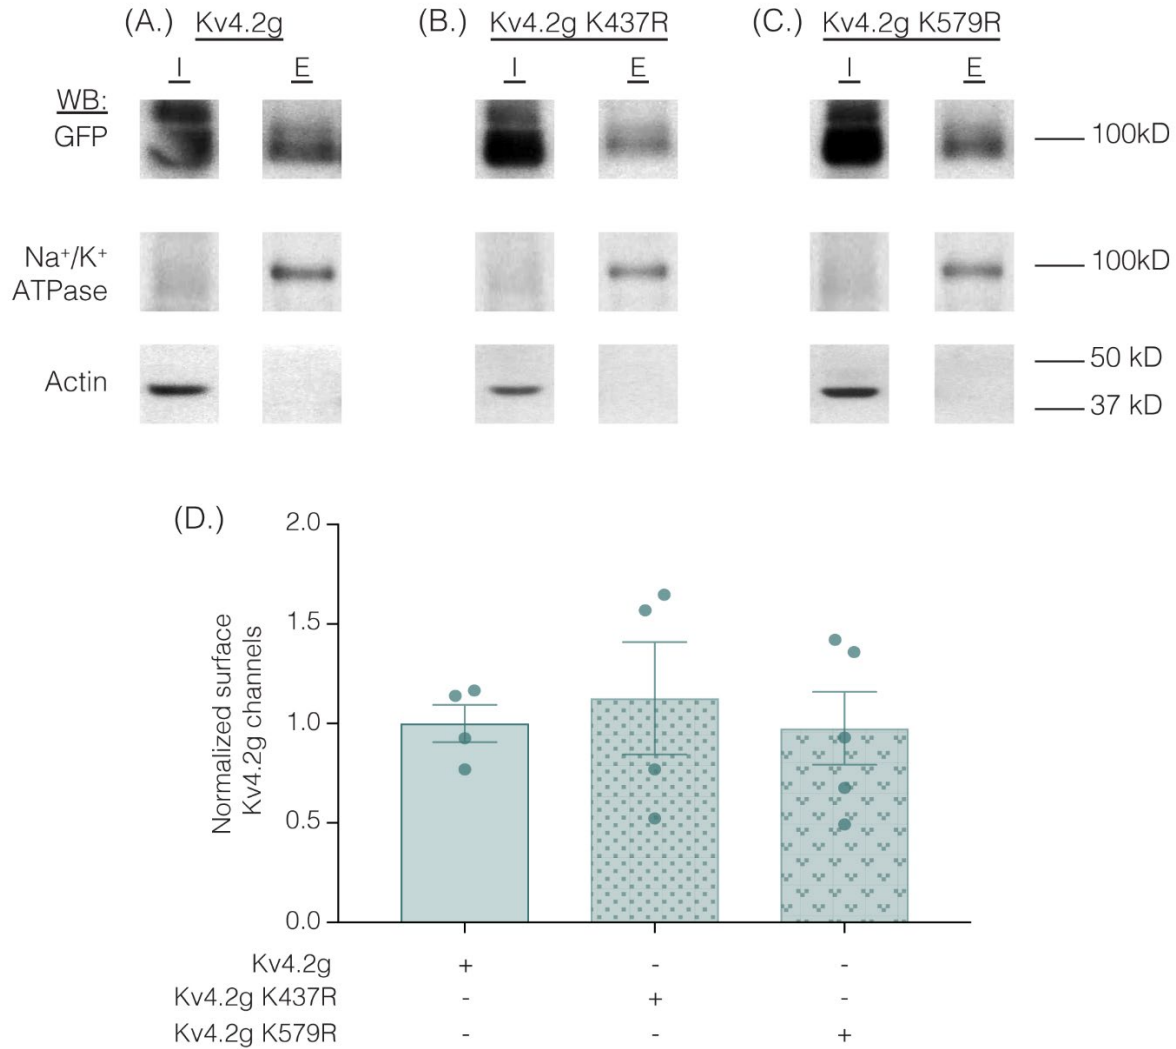 (A.) Kv4.2g (B.) Kv4.2g K437R (C.) Kv4.2g K579R
I E I E I E
WB:
GFP 100kD
Na⁺/K⁺
ATPase 100kD
Actin 50 kD
37 kD
(D.)
Normalized surface
Kv4.2g channels
2.0
1.5
1.0
0.5
0.0
Kv4.2g + - -
Kv4.2g K437R - + -
Kv4.2g K579R - - +